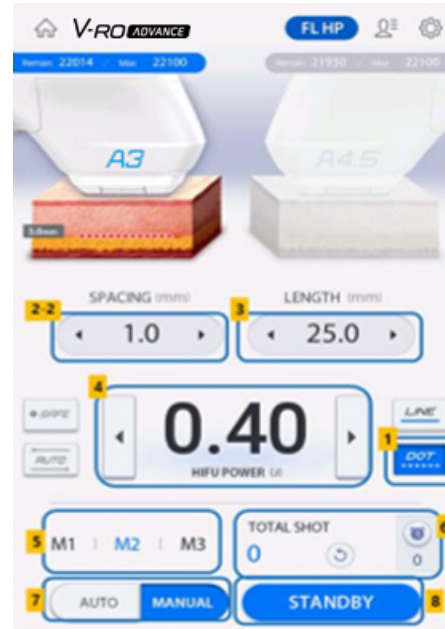 V-RO ADVANCE FL HP
Remain 22014 / Max 22100 Remain 21930 / Max 22100
A3 A4.5
3.0mm
SPACING (mm) LENGTH (mm)
2-2 3
1.0 25.0
4
SAFE 0.40 LINE
1
AUTO HIFU POWER (J) DOT
TOTAL SHOT 6
5 M1 M2 M3 0 0
7 AUTO MANUAL STANDBY 8